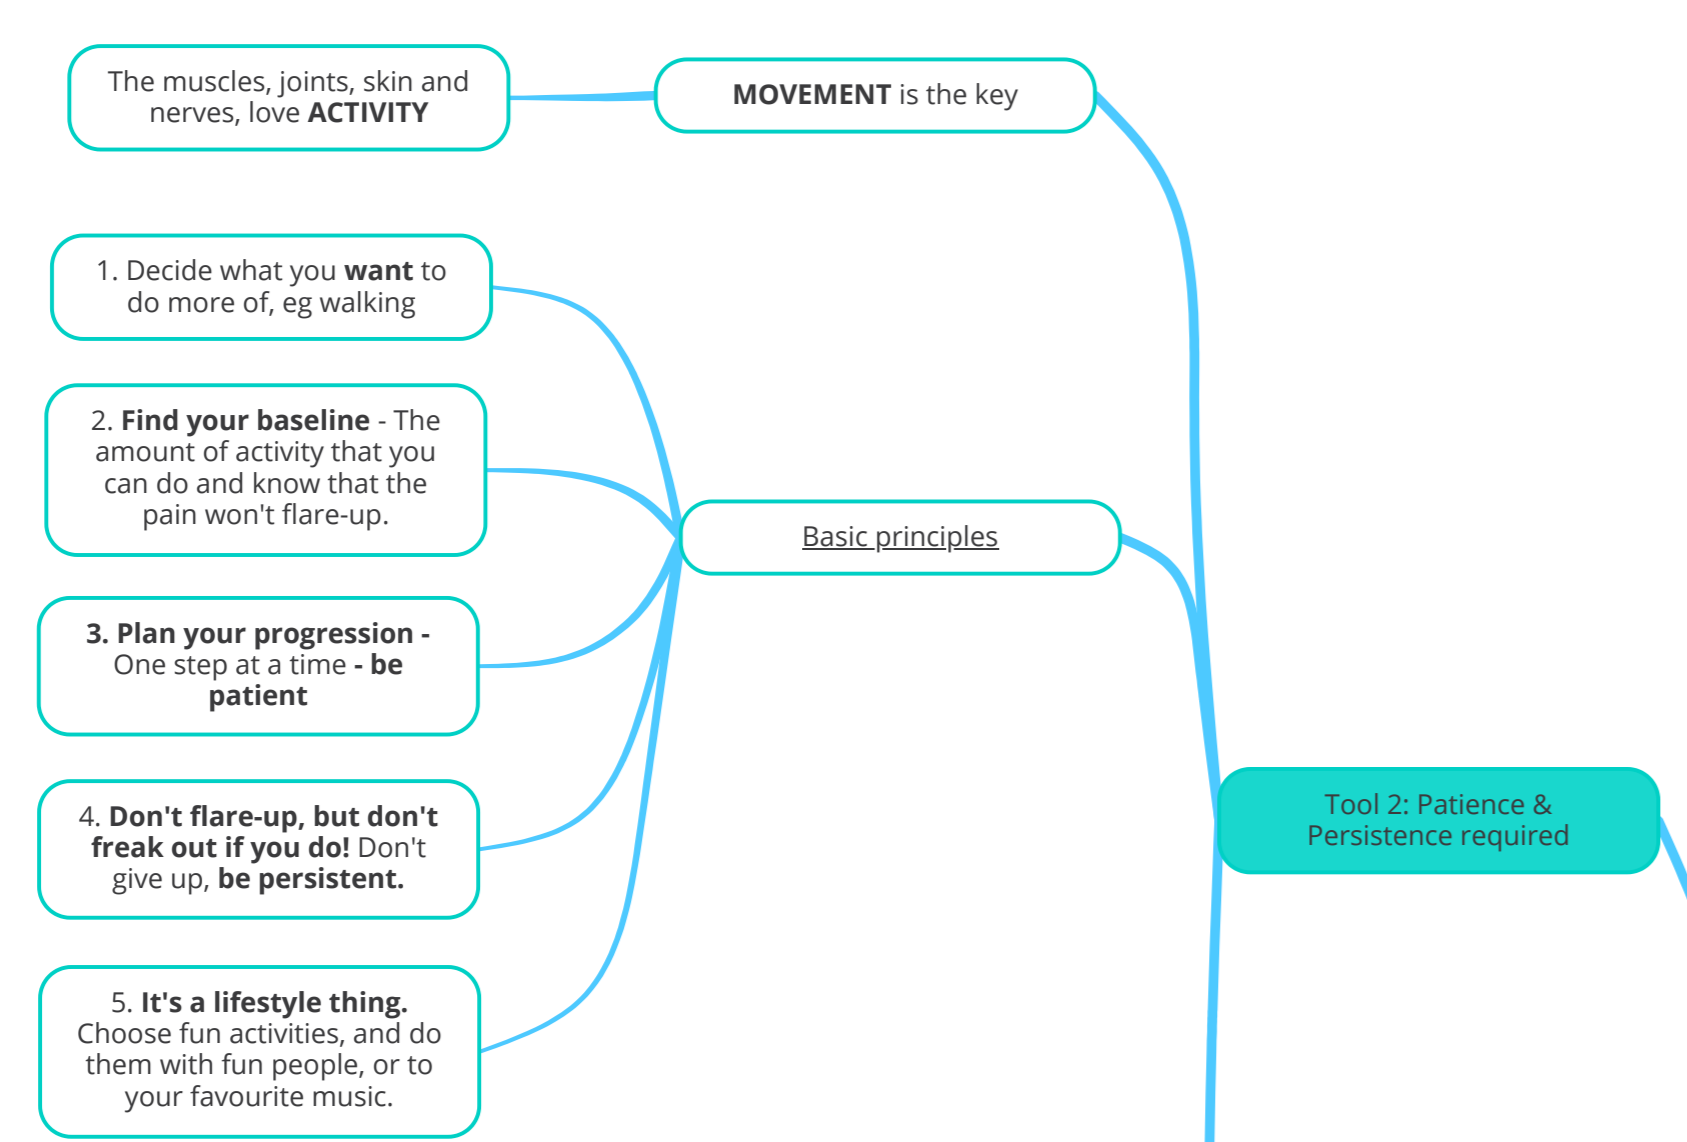 The muscles, joints, skin and
nerves, love ACTIVITY
MOVEMENT is the key
1. Decide what you want to
do more of, eg walking
2. Find your baseline - The
amount of activity that you
can do and know that the
pain won't flare-up.
3. Plan your progression -
One step at a time - be
patient
4. Don't flare-up, but don't
freak out if you do! Don't
give up, be persistent.
5. It's a lifestyle thing.
Choose fun activities, and do
them with fun people, or to
your favourite music.
Basic principles
Tool 2: Patience &
Persistence required